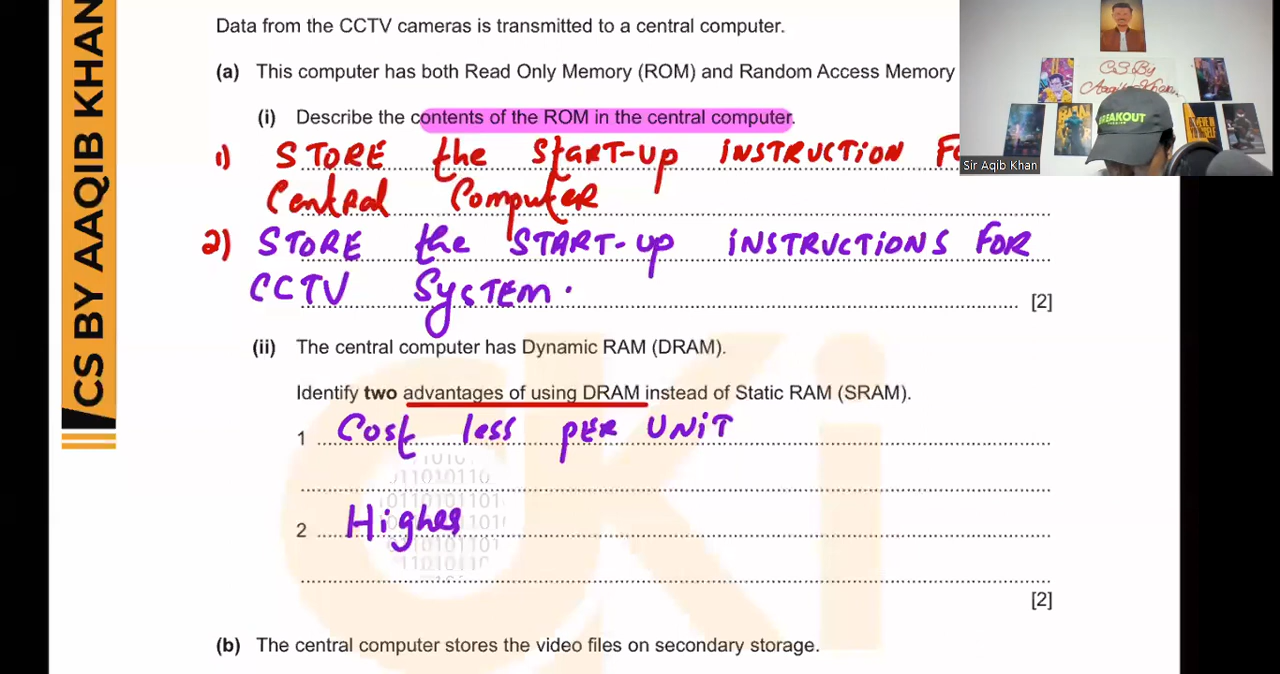 CS BY AAQIB KHAN
Data from the CCTV cameras is transmitted to a central computer.
(a) This computer has both Read Only Memory (ROM) and Random Access Memory
(i) Describe the contents of the ROM in the central computer.
1) STORE the START-up INSTRUCTION Fo
Central Computer
2) STORE the START-up INSTRUCTIONS FOR
CCTV System.
[2]
(ii) The central computer has Dynamic RAM (DRAM).
Identify two advantages of using DRAM instead of Static RAM (SRAM).
1 Cost less PER UNIT
2 Higher
[2]
(b) The central computer stores the video files on secondary storage.
CS By
Aaqib Khan
BREAKOUT
Sir Aqib Khan